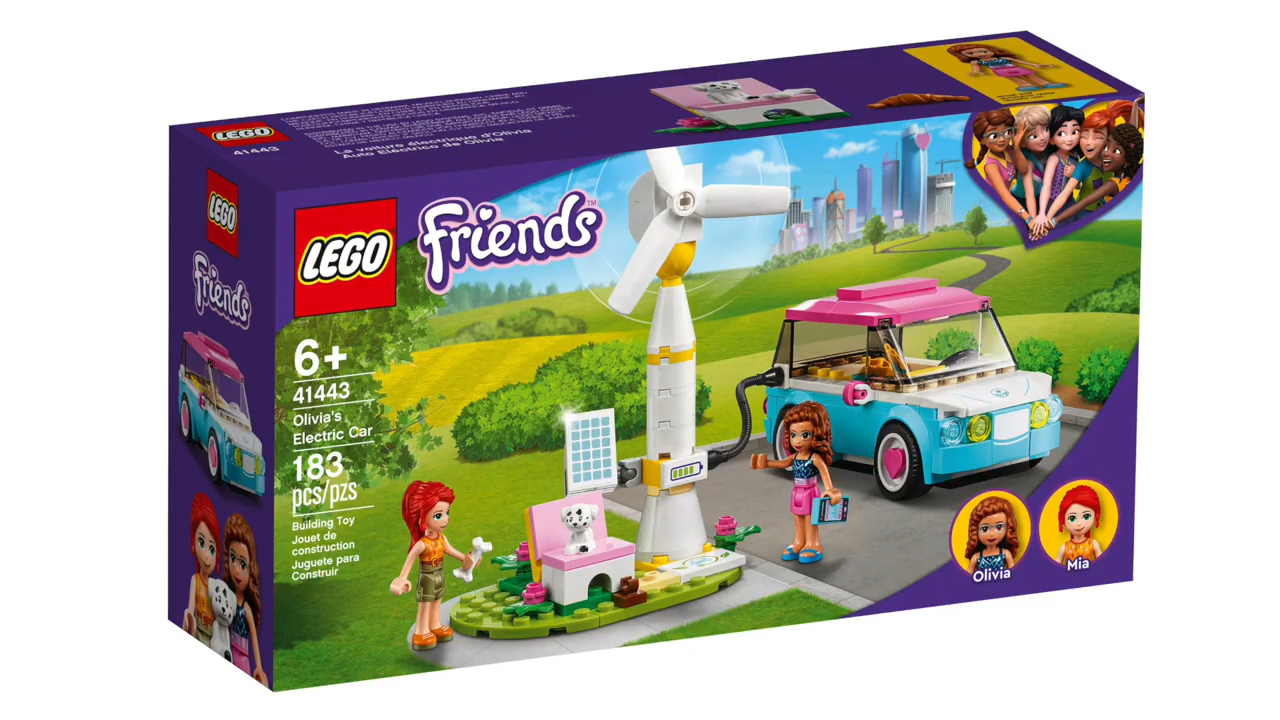 LEGO
41443
La voiture électrique d'Olivia
Auto Eléctrico de Olivia
LEGO
Friends
LEGO
Friends™
6+
41443
Olivia's
Electric Car
183
pcs/pzs
Building Toy
Jouet de
construction
Juguete para
Construir
Olivia
Mia